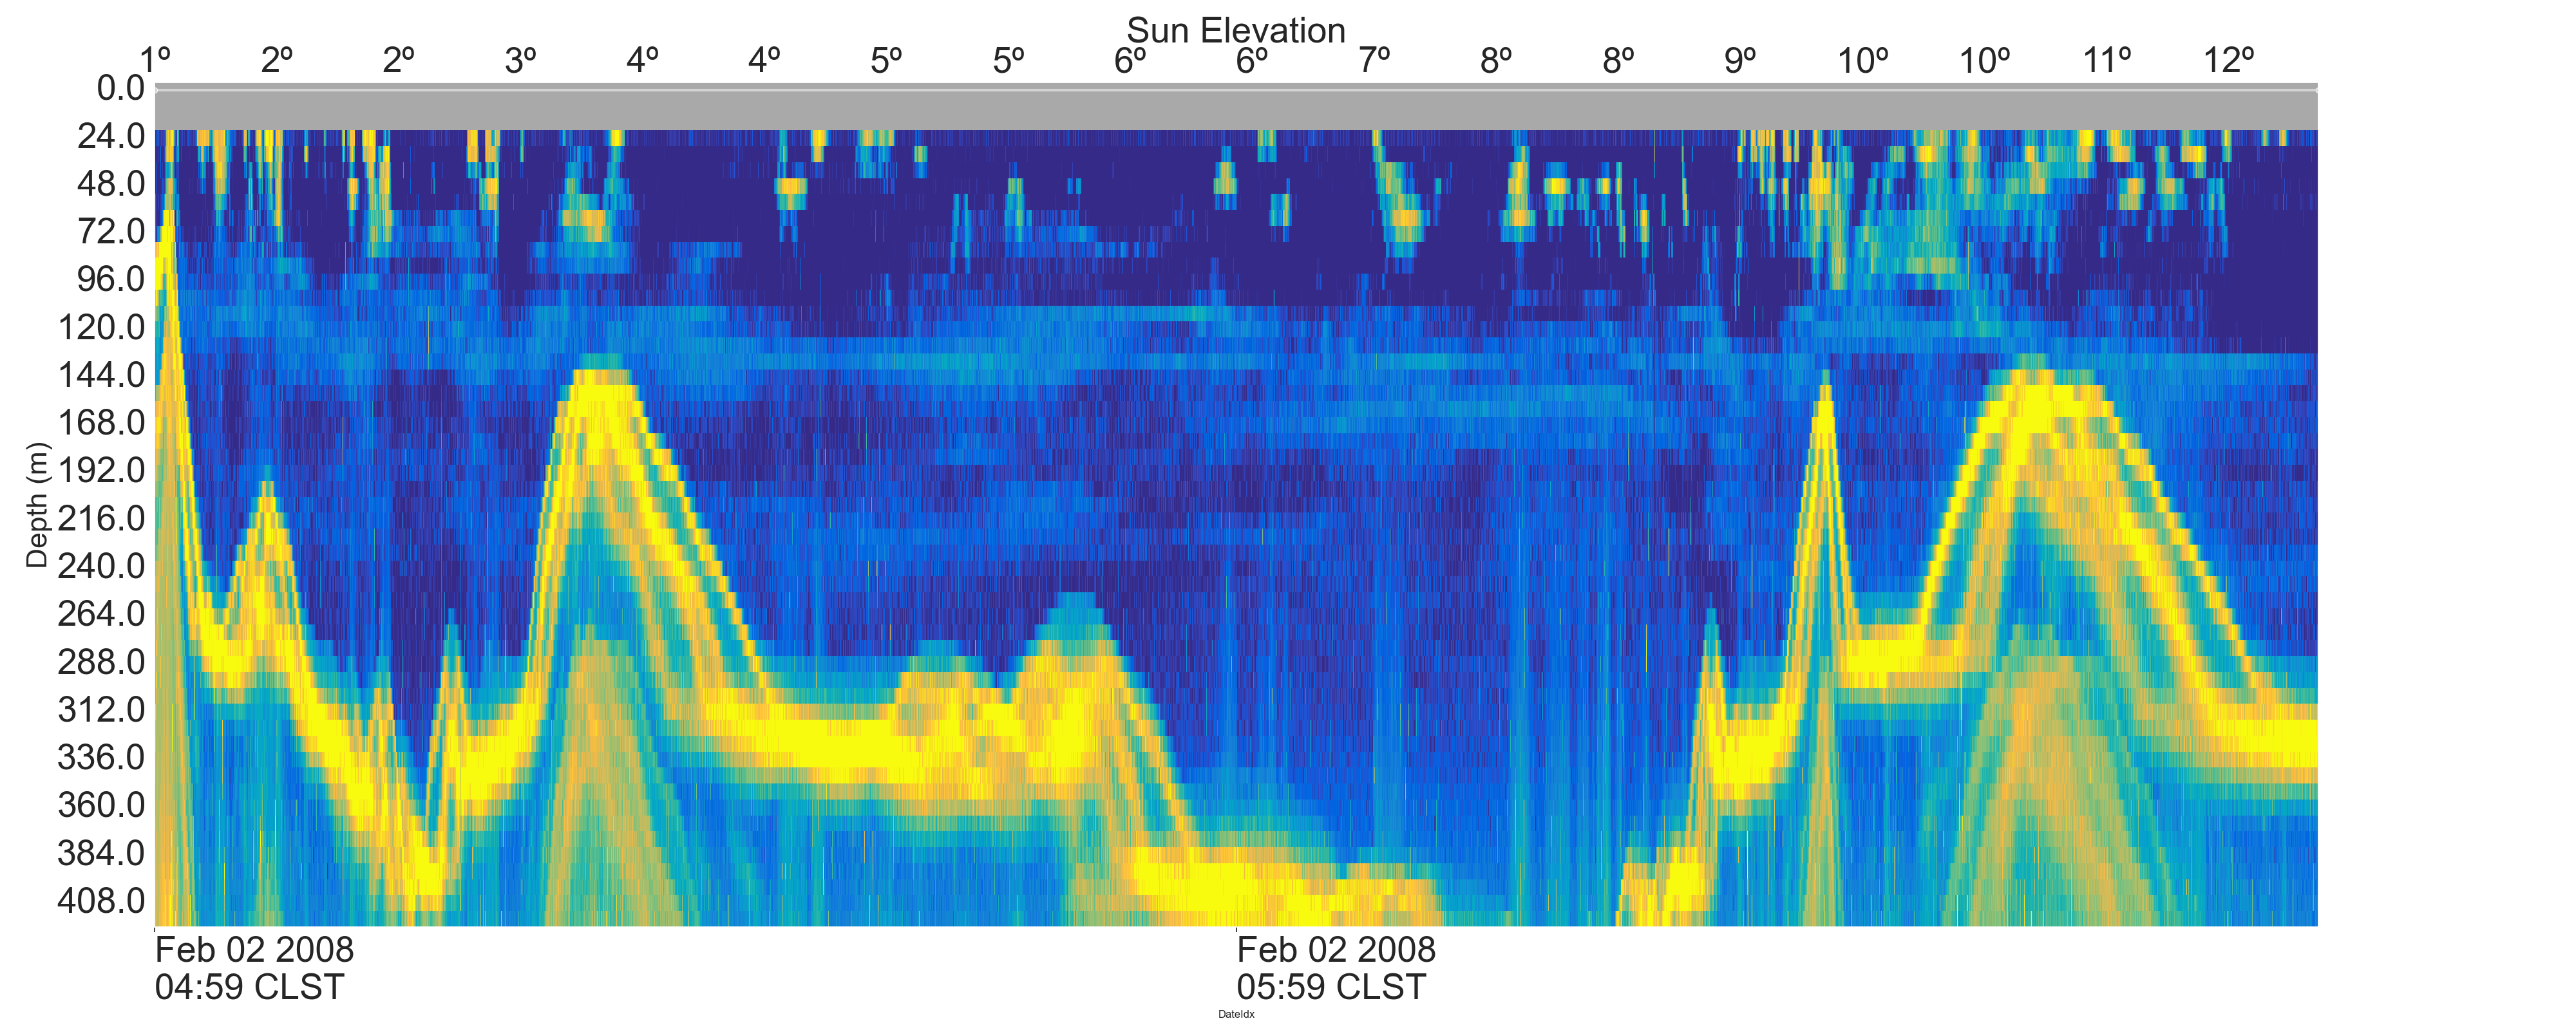 Sun Elevation
1º 2º 2º 3º 4º 4º 5º 5º 6º 6º 7º 8º 8º 9º 10º 10º 11º 12º
0.0
24.0
48.0
72.0
96.0
120.0
144.0
168.0
192.0
216.0
240.0
264.0
288.0
312.0
336.0
360.0
384.0
408.0
Depth (m)
Feb 02 2008
04:59 CLST
Feb 02 2008
05:59 CLST
DateIdx